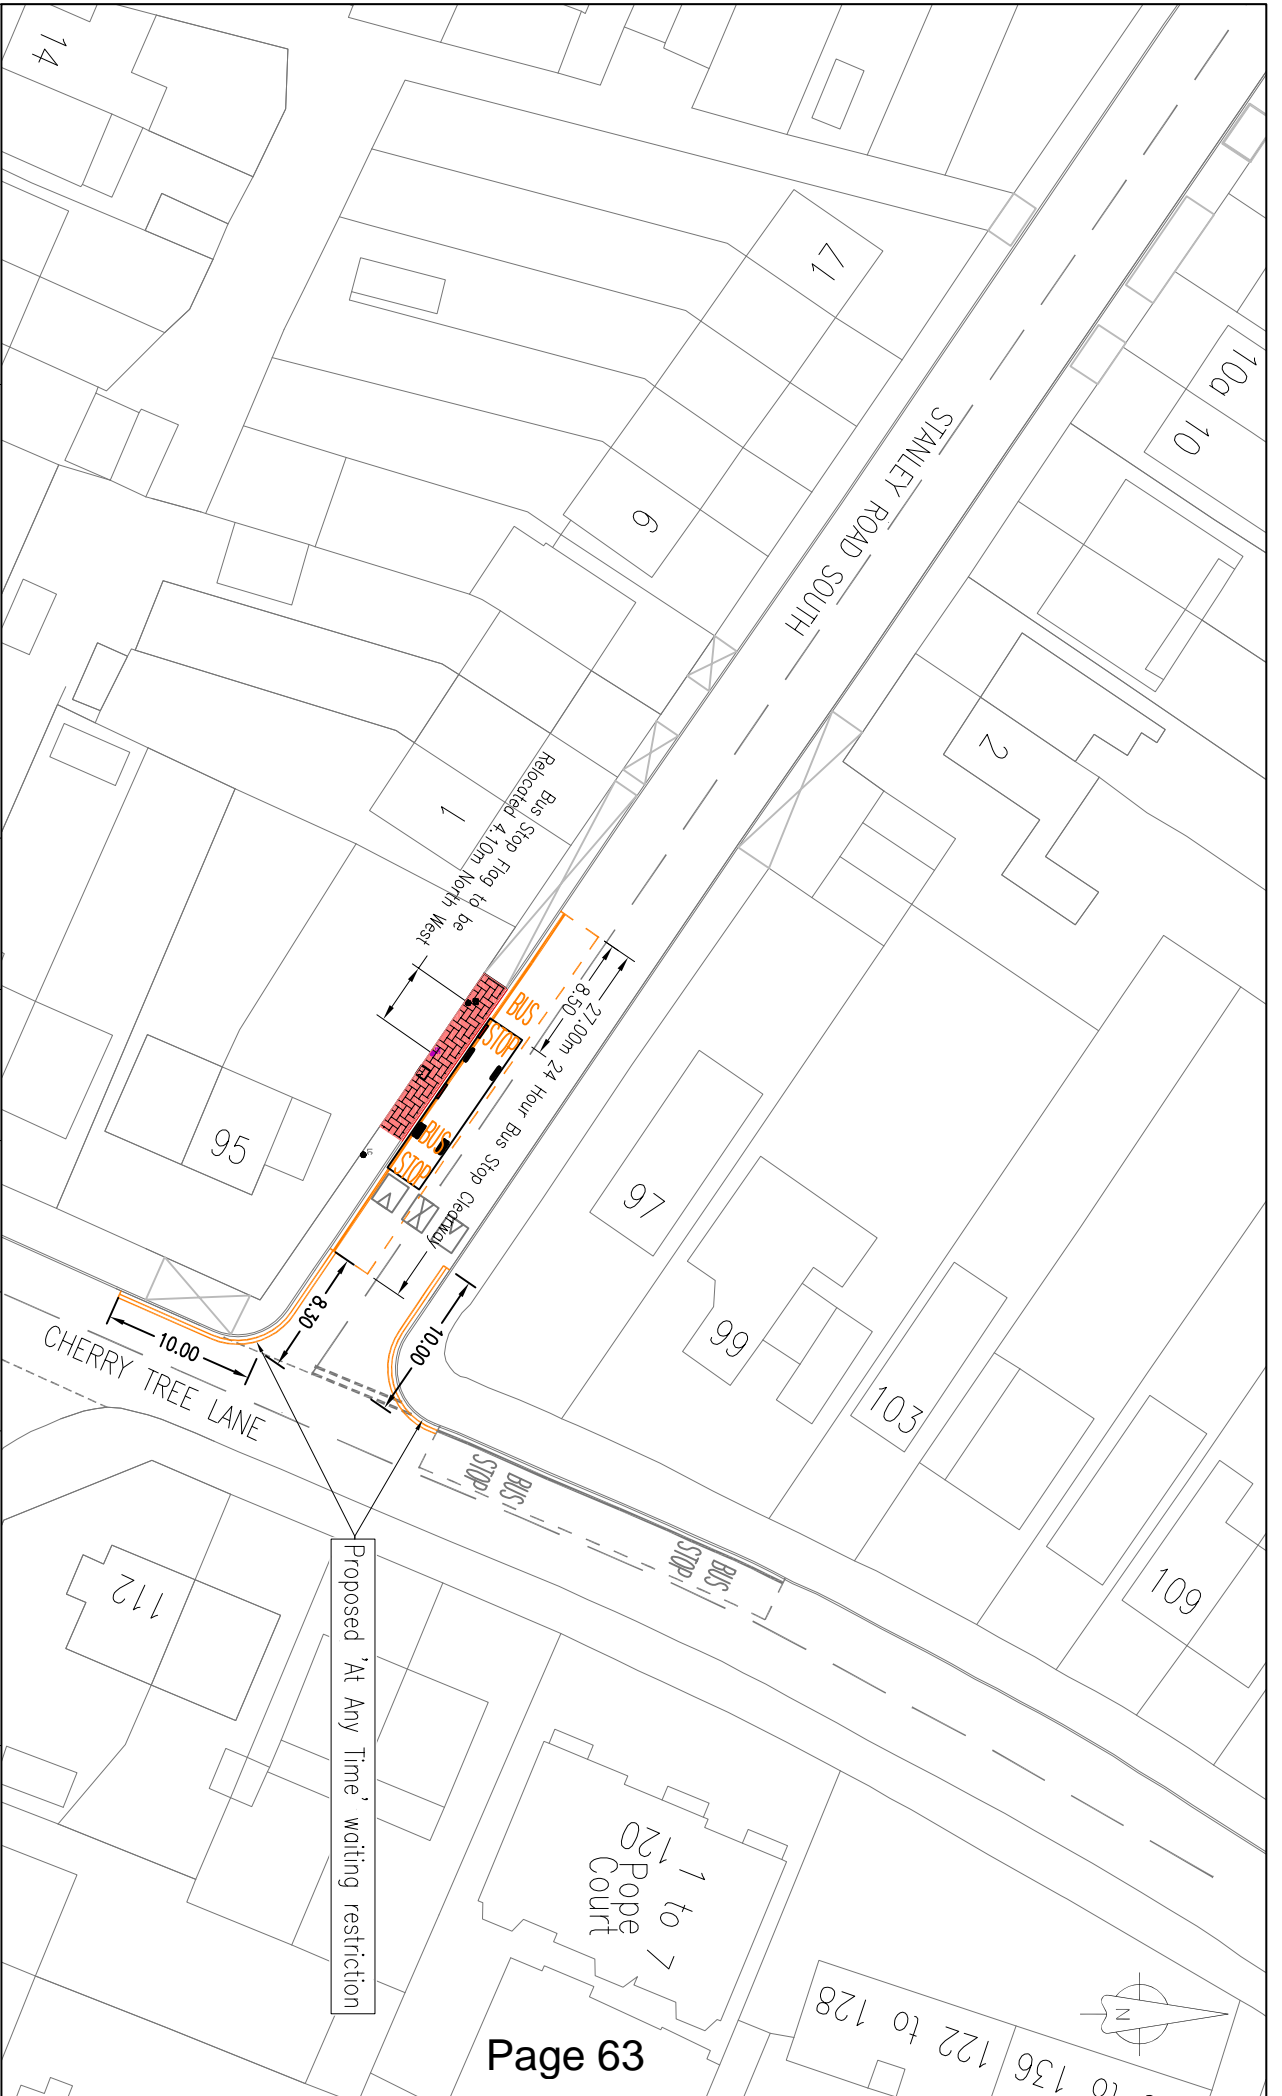 14
17
6
1
95
10a
10
2
97
99
103
109
112
STANLEY ROAD SOUTH
Bus Stop Flag to be
Relocated 4.10m North West
BUS
STOP
BUS
STOP
8.50
27.00m 24 Hour Bus Stop Clearway
8.30
10.00
10.00
CHERRY TREE LANE
BUS
STOP
BUS
STOP
Proposed 'At Any Time' waiting restriction
1 to 7
Pope
Court
120
122 to 128
to 136
N
Page 63